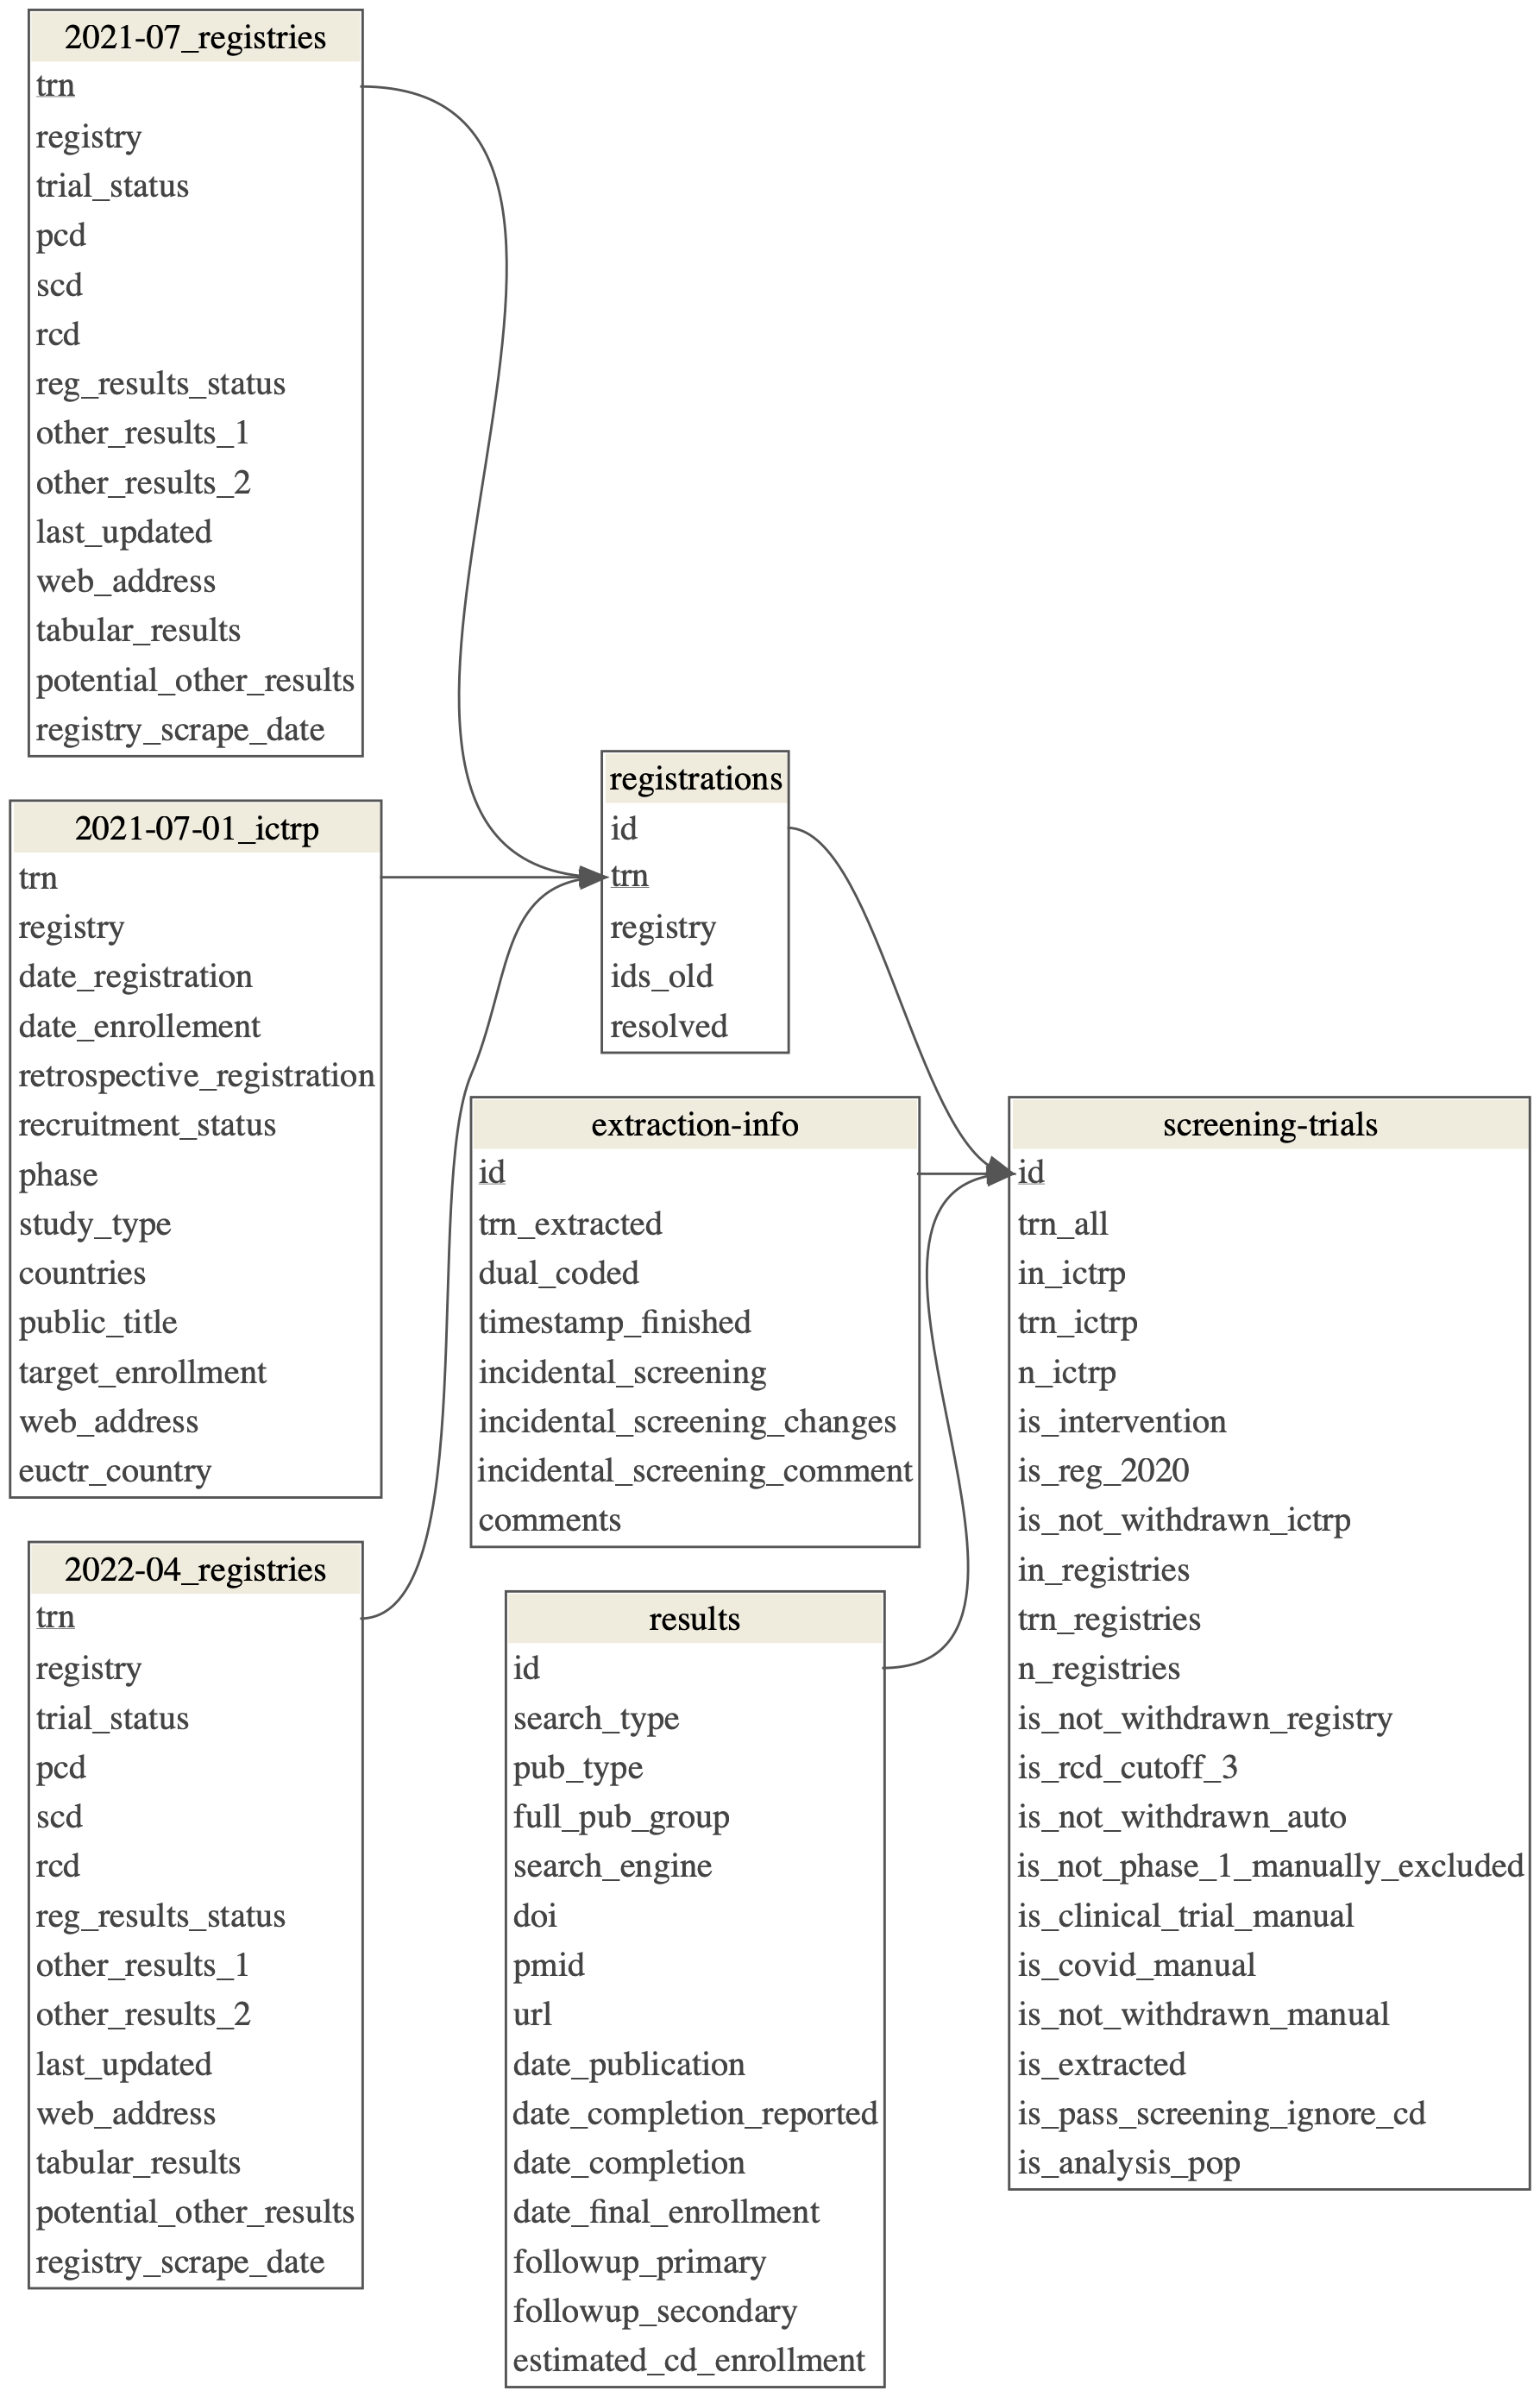 2021-07_registries
trn
registry
trial_status
pcd
scd
rcd
reg_results_status
other_results_1
other_results_2
last_updated
web_address
tabular_results
potential_other_results
registry_scrape_date
2021-07-01_ictrp
trn
registry
date_registration
date_enrollement
retrospective_registration
recruitment_status
phase
study_type
countries
public_title
target_enrollment
web_address
euctr_country
2022-04_registries
trn
registry
trial_status
pcd
scd
rcd
reg_results_status
other_results_1
other_results_2
last_updated
web_address
tabular_results
potential_other_results
registry_scrape_date
registrations
id
trn
registry
ids_old
resolved
extraction-info
id
trn_extracted
dual_coded
timestamp_finished
incidental_screening
incidental_screening_changes
incidental_screening_comment
comments
results
id
search_type
pub_type
full_pub_group
search_engine
doi
pmid
url
date_publication
date_completion_reported
date_completion
date_final_enrollment
followup_primary
followup_secondary
estimated_cd_enrollment
screening-trials
id
trn_all
in_ictrp
trn_ictrp
n_ictrp
is_intervention
is_reg_2020
is_not_withdrawn_ictrp
in_registries
trn_registries
n_registries
is_not_withdrawn_registry
is_rcd_cutoff_3
is_not_withdrawn_auto
is_not_phase_1_manually_excluded
is_clinical_trial_manual
is_covid_manual
is_not_withdrawn_manual
is_extracted
is_pass_screening_ignore_cd
is_analysis_pop